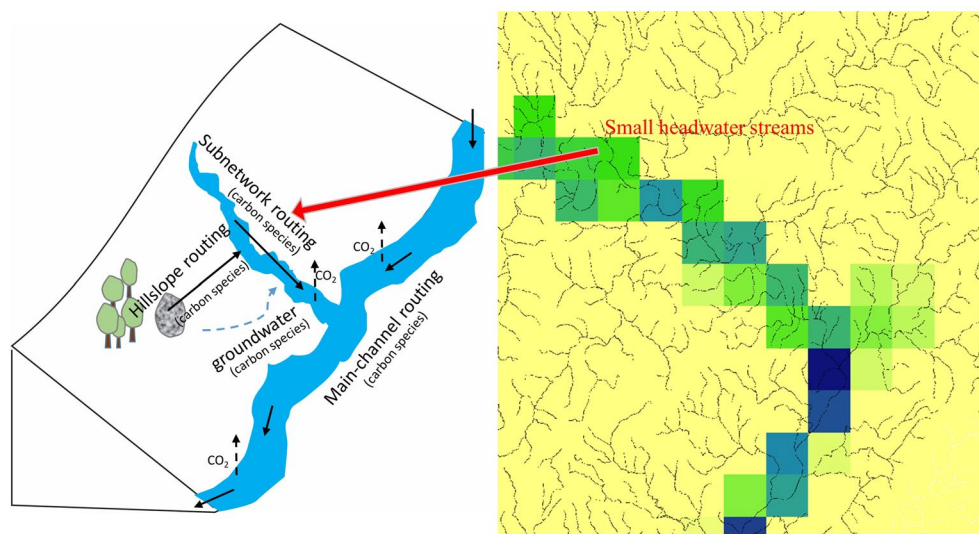 Small headwater streams
Subnetwork routing
(carbon species)
CO2
Hillslope routing
(carbon species)
CO2
groundwater
(carbon species)
Main-channel routing
(carbon species)
CO2